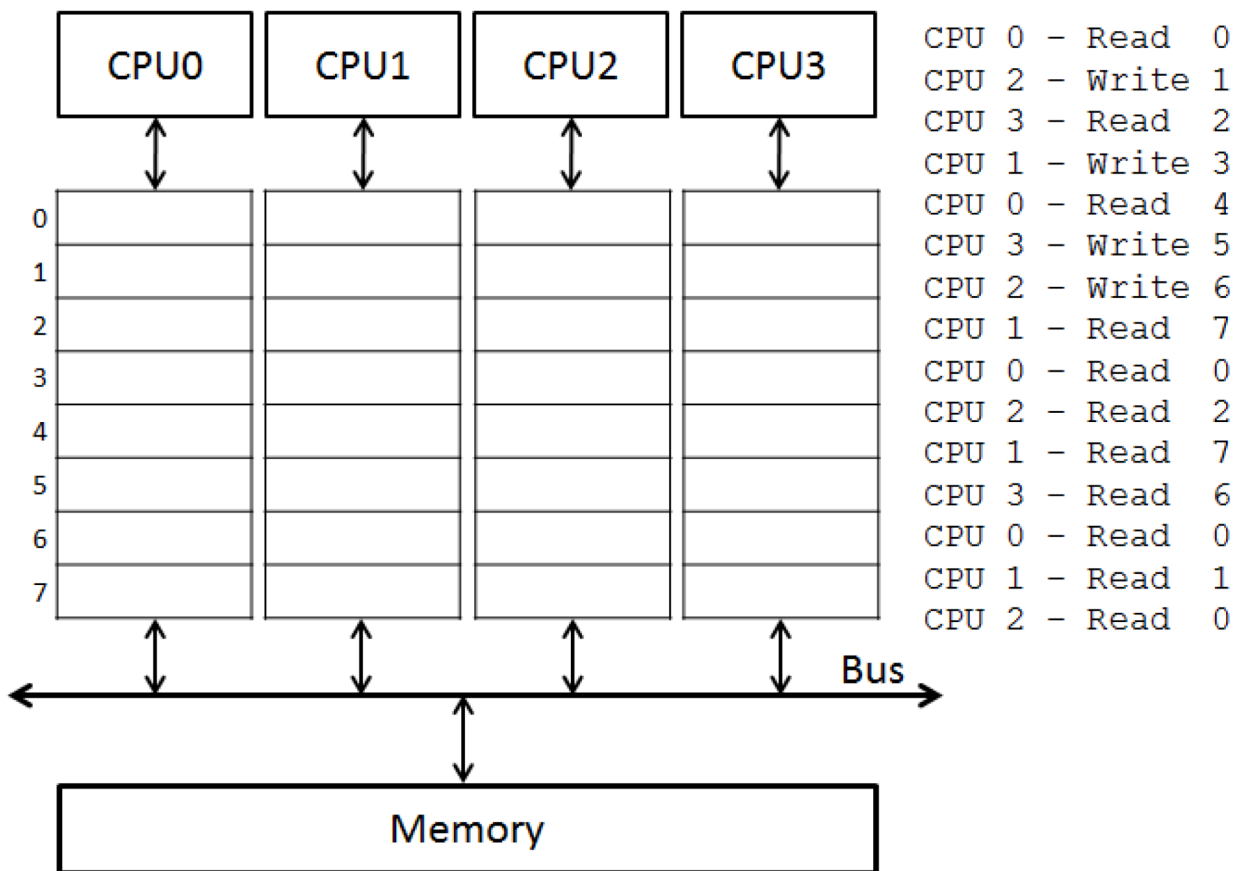 CPU0 CPU1 CPU2 CPU3
0
1
2
3
4
5
6
7
Bus
Memory
CPU 0 – Read 0
CPU 2 – Write 1
CPU 3 – Read 2
CPU 1 – Write 3
CPU 0 – Read 4
CPU 3 – Write 5
CPU 2 – Write 6
CPU 1 – Read 7
CPU 0 – Read 0
CPU 2 – Read 2
CPU 1 – Read 7
CPU 3 – Read 6
CPU 0 – Read 0
CPU 1 – Read 1
CPU 2 – Read 0